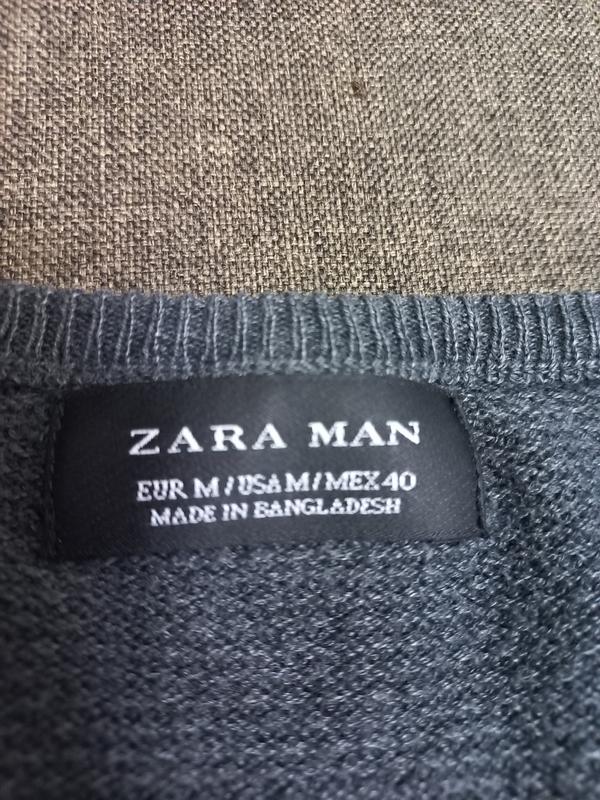 ZARA MAN
EUR M / USA M / MEX 40
MADE IN BANGLADESH